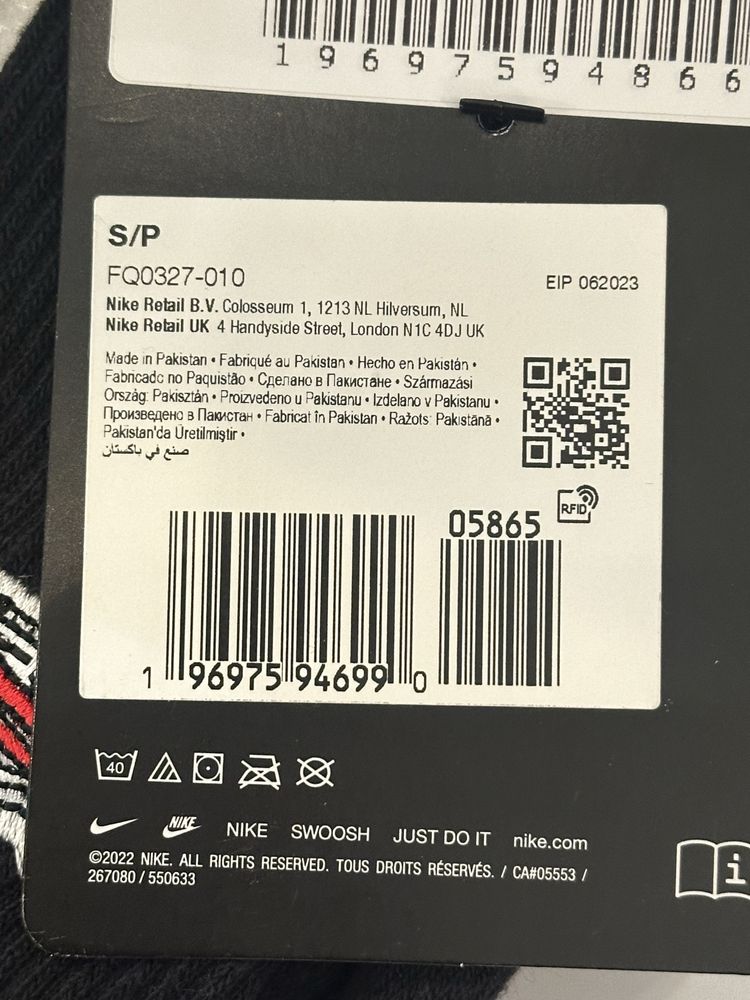 1 9 6 9 7 5 9 4 8 6 6
S/P
FQ0327-010
EIP 062023
Nike Retail B.V. Colosseum 1, 1213 NL Hilversum, NL
Nike Retail UK 4 Handyside Street, London N1C 4DJ UK
Made in Pakistan • Fabriqué au Pakistan • Hecho en Pakistán •
Fabricado no Paquistão • Сделано в Пакистане • Származási
Ország: Pakisztán • Proizvedeno u Pakistanu • Izdelano v Pakistanu •
Произведено в Пакистан • Fabricat în Pakistan • Ražots: Pakistānā •
Pakistan'da Üretilmiştir •
صنع في باكستان
RFID
05865
1 96975 94699 0
40
NIKE NIKE SWOOSH JUST DO IT nike.com
©2022 NIKE. ALL RIGHTS RESERVED. TOUS DROITS RÉSERVÉS. / CA#05553 /
267080 / 550633
i